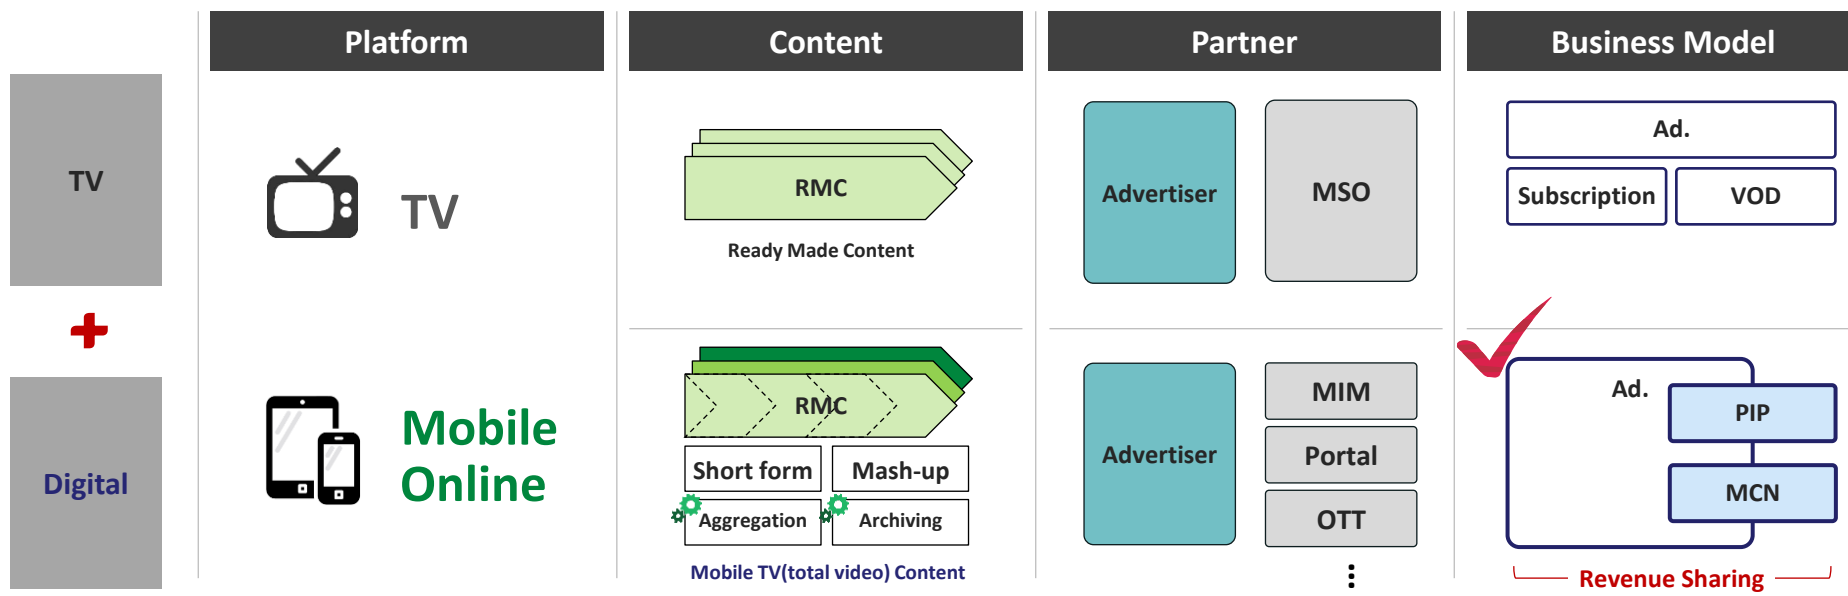 Platform
Content
Partner
Business Model
TV
TV
RMC
Ready Made Content
Advertiser
MSO
Ad.
Subscription
VOD
Digital
Mobile
Online
RMC
Short form
Mash-up
Aggregation
Archiving
Mobile TV(total video) Content
Advertiser
MIM
Portal
OTT
Ad.
PIP
MCN
Revenue Sharing